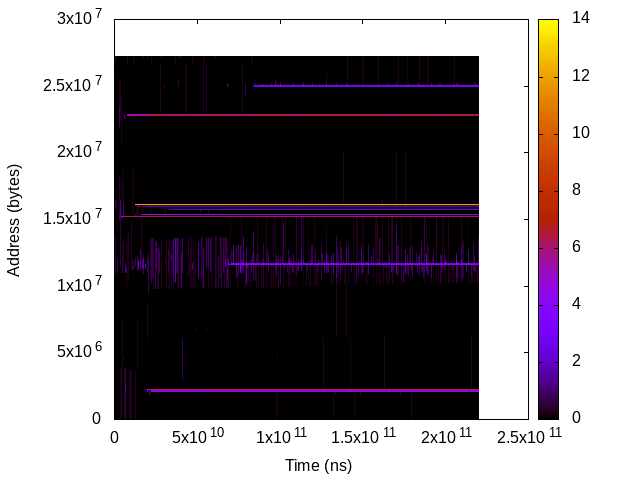 3x10^7
2.5x10^7
2x10^7
1.5x10^7
1x10^7
5x10^6
0
Address (bytes)
0 5x10^10 1x10^11 1.5x10^11 2x10^11 2.5x10^11
Time (ns)
14
12
10
8
6
4
2
0